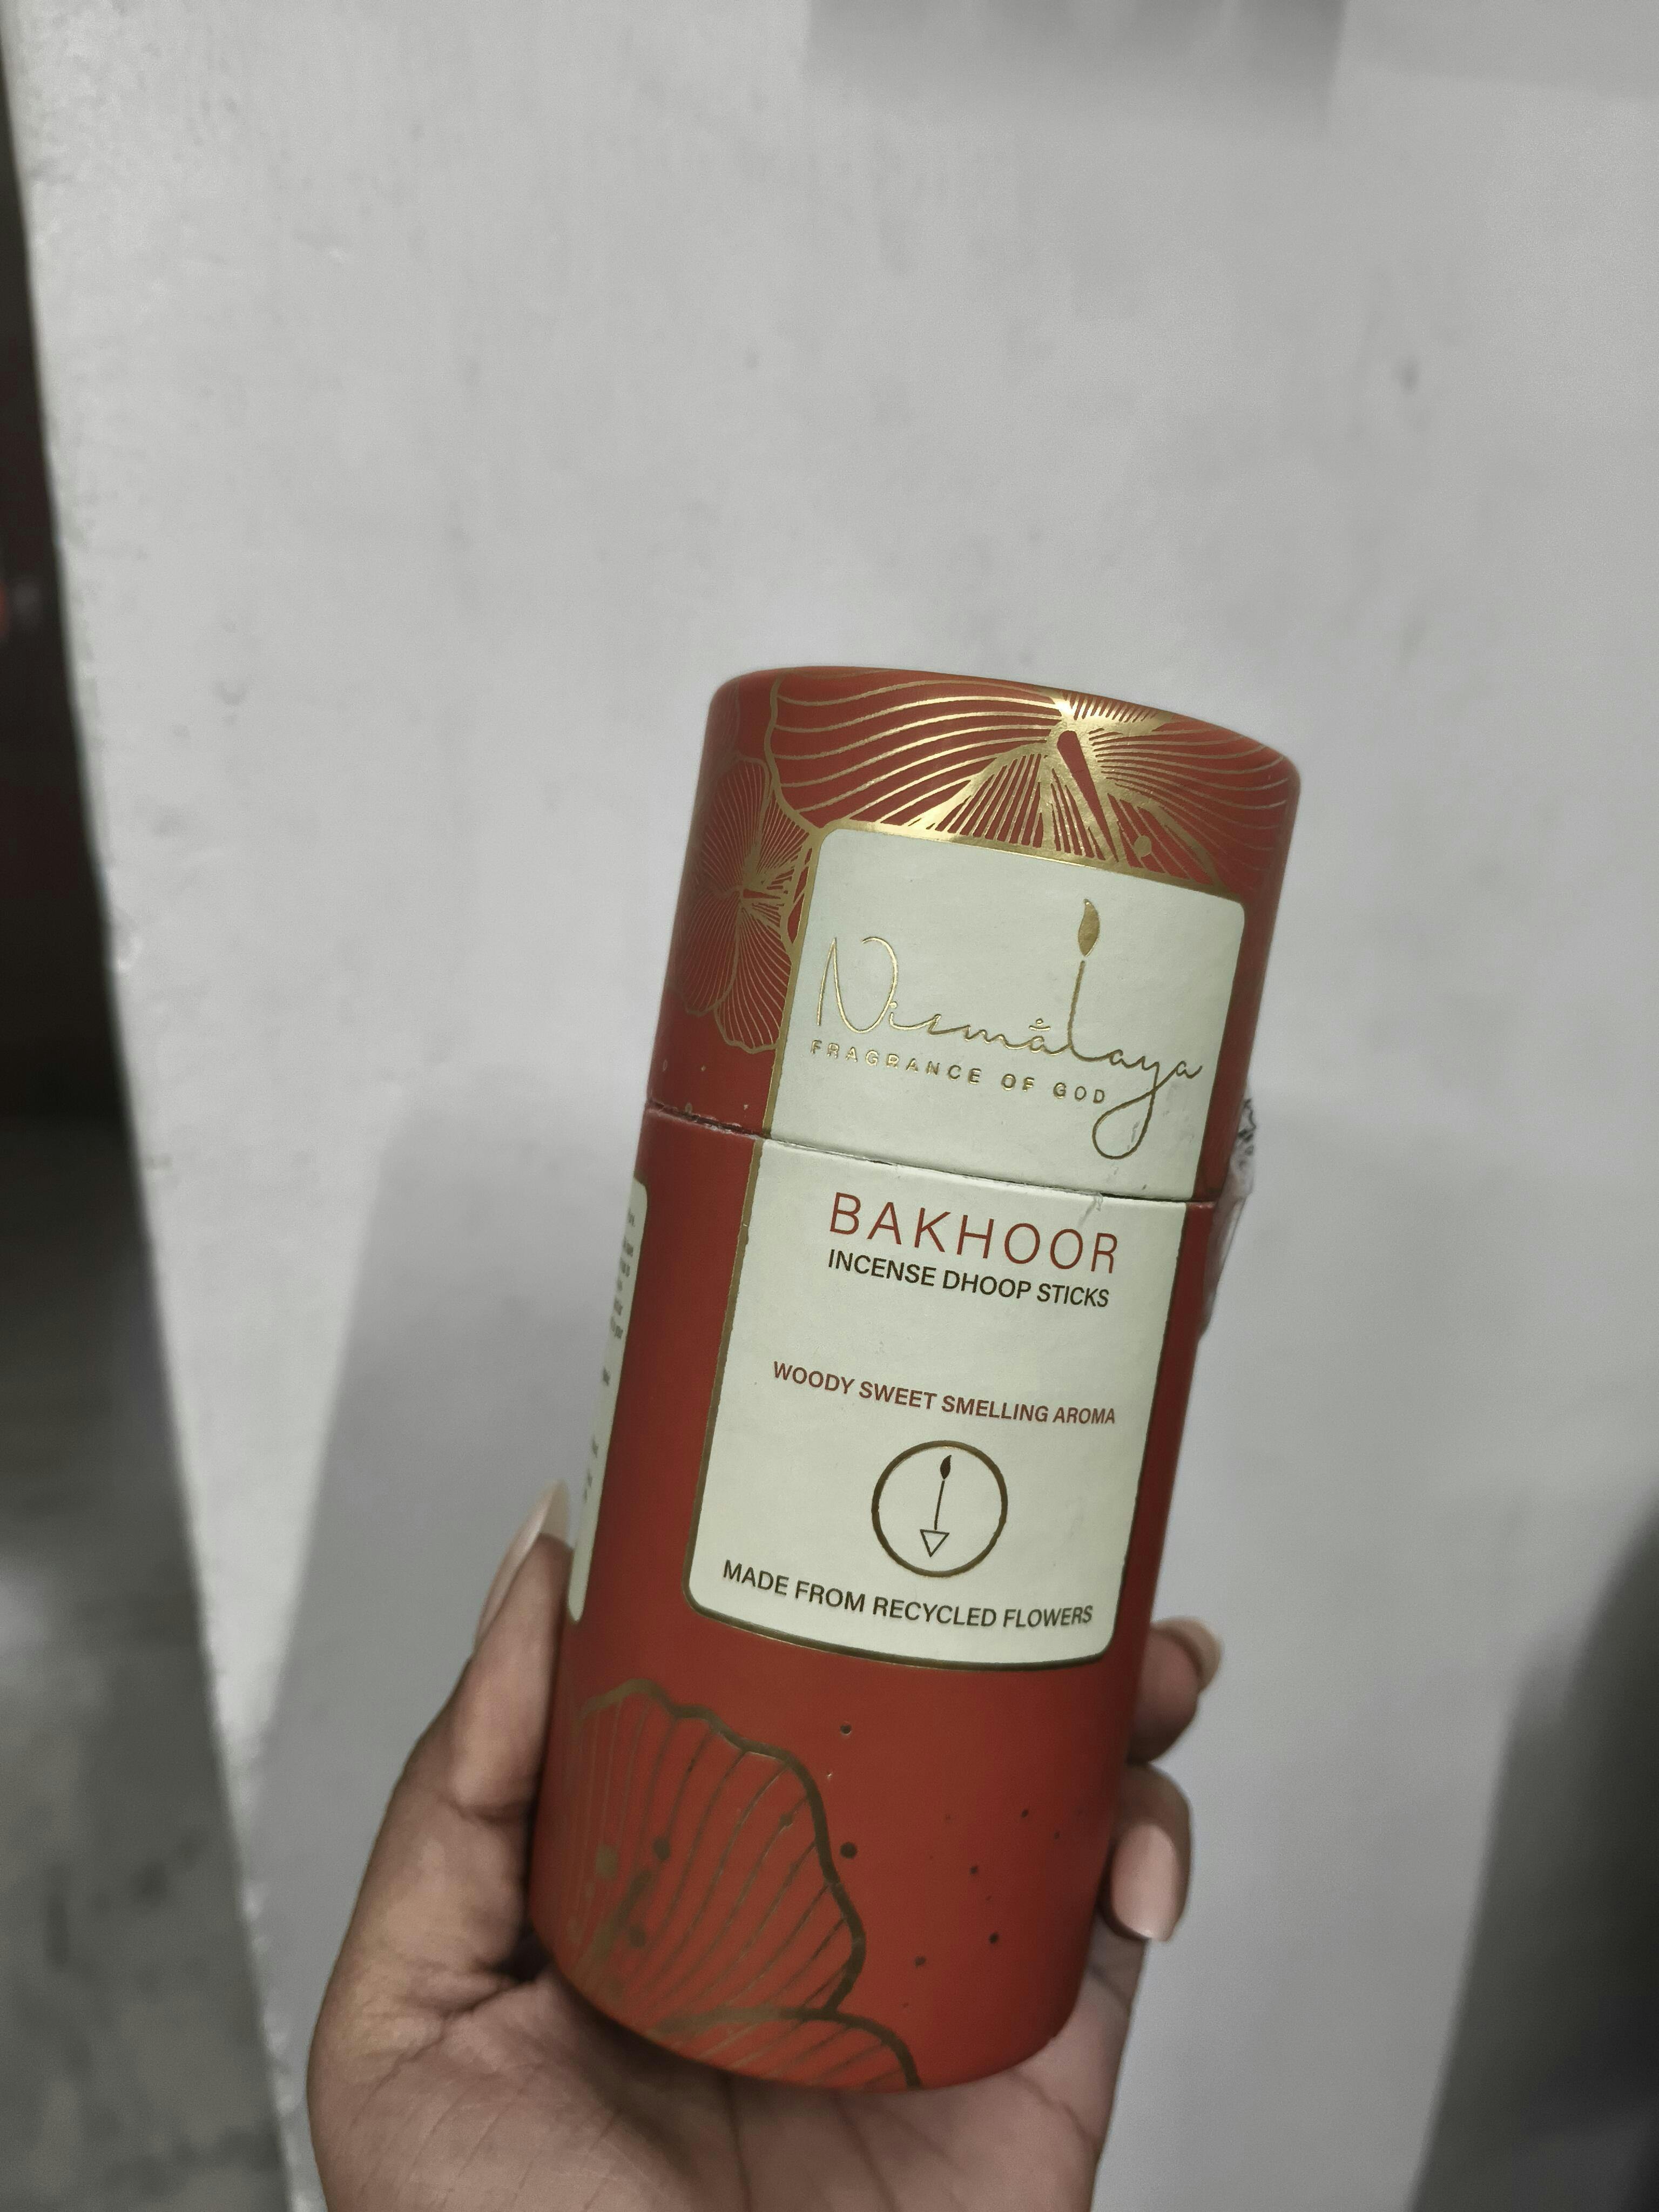 Nirmalaya
FRAGRANCE OF GOD
BAKHOOR
INCENSE DHOOP STICKS
WOODY SWEET SMELLING AROMA
MADE FROM RECYCLED FLOWERS